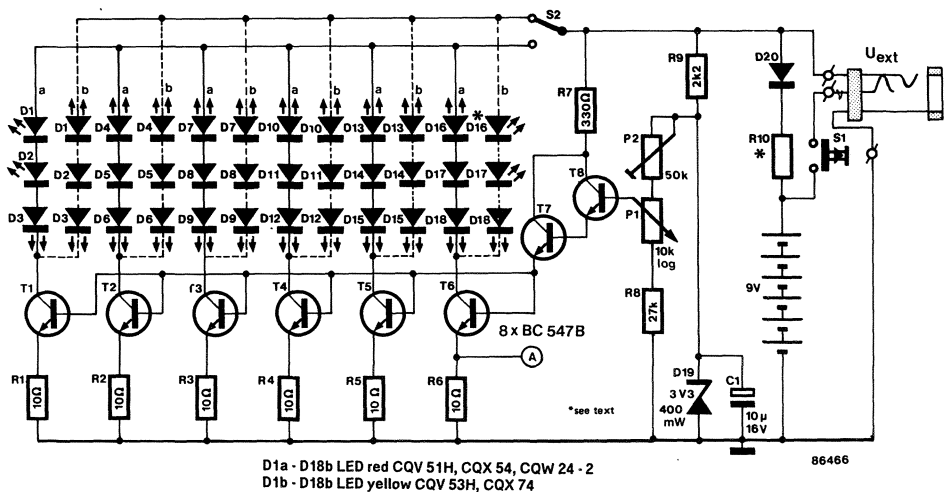 S2
U ext
R9
2k2
D20
R7
330Ω
a b a b a b a b a b a b
D1 D1 D4 D4 D7 D7 D10 D10 D13 D13 D16 *D16
P2
50k
R10
*
S1
D2 D2 D5 D5 D8 D8 D11 D11 D14 D14 D17 D17
T8
D3 D3 D6 D6 D9 D9 D12 D12 D15 D15 D18 D18
T7
P1
10k
log
T1 T2 T3 T4 T5 T6
8 x BC 547B
R8
27k
9V
A
R1 R2 R3 R4 R5 R6
10Ω 10Ω 10Ω 10Ω 10Ω 10Ω
*see text
D19
3V3
400
mW
C1
10µ
16V
86466
D1a - D18b LED red CQV 51H, CQX 54, CQW 24 - 2
D1b - D18b LED yellow CQV 53H, CQX 74